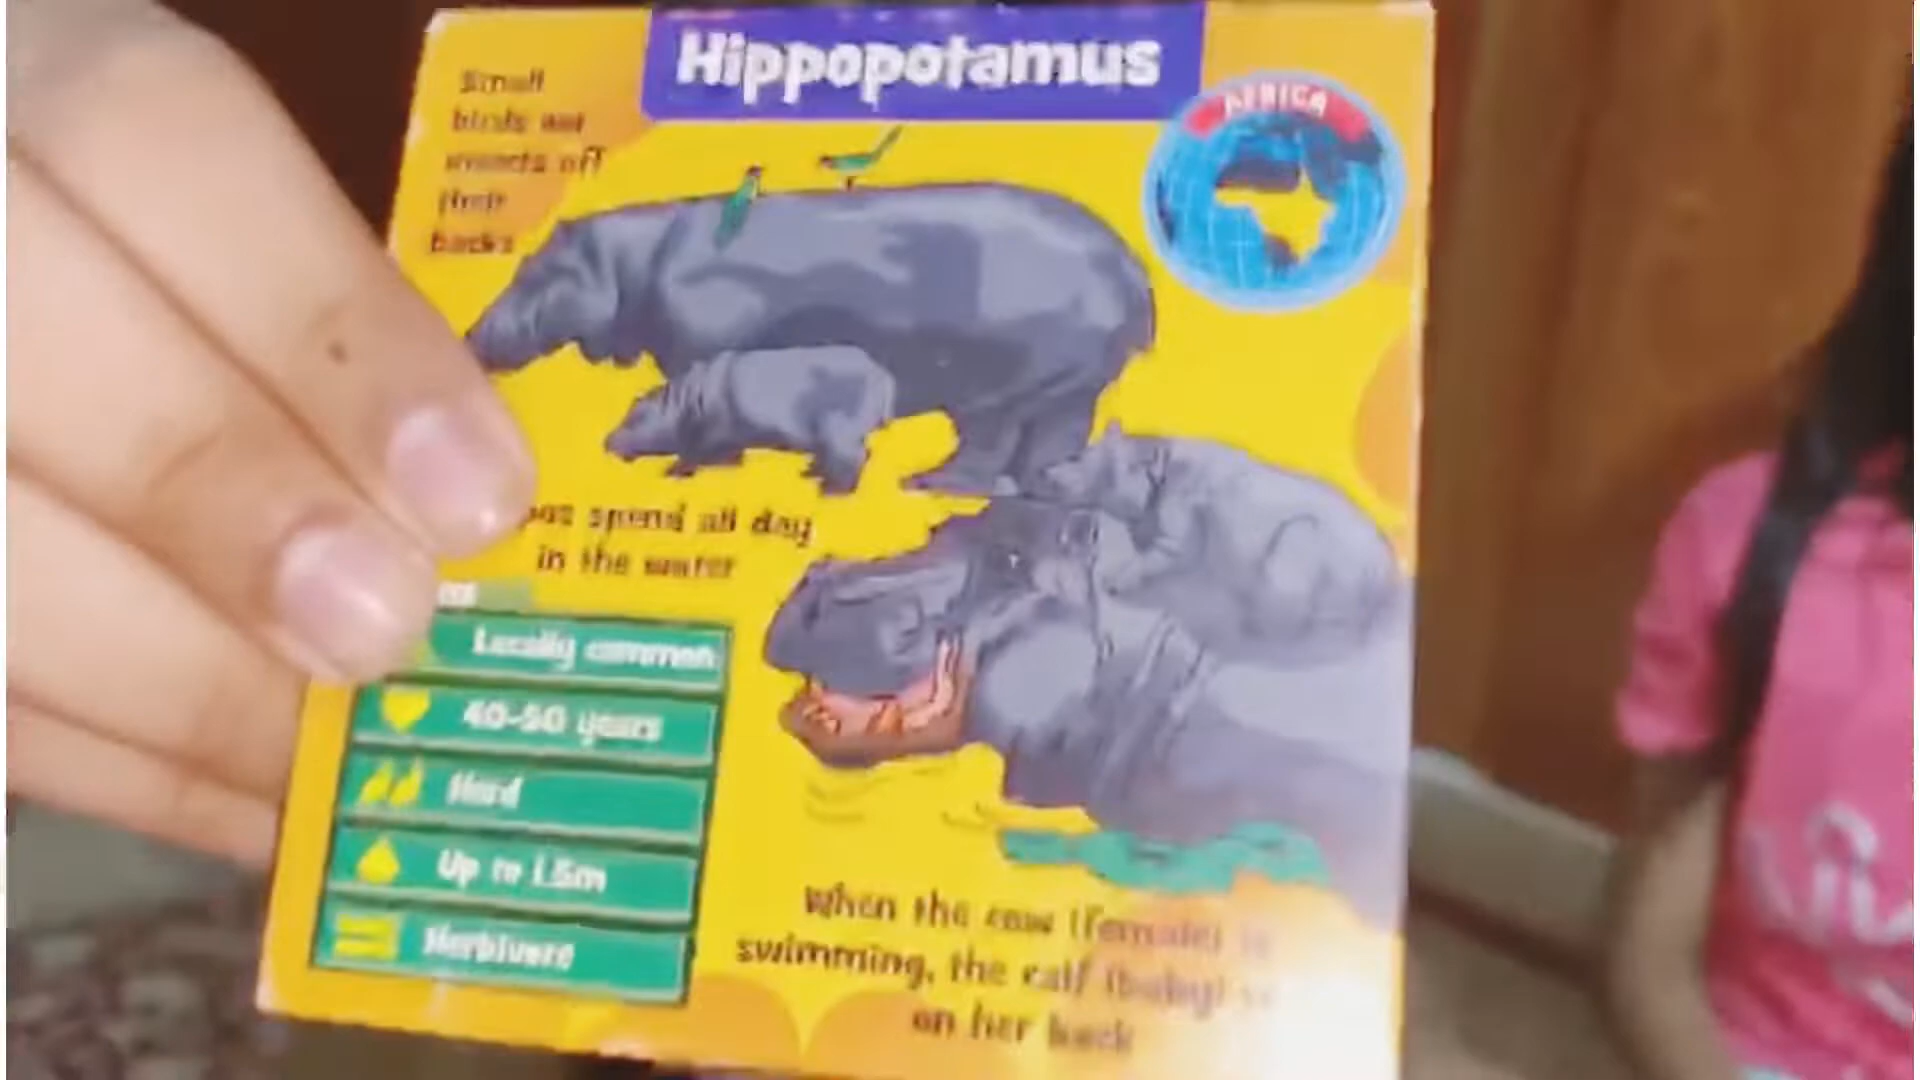 Hippopotamus
AFRICA
Small
birds eat
insects off
their
backs
spend all day
in the water
Locally common
40-50 years
Herd
Up to 1.5m
Herbivore
When the cow (female)
swimming, the calf (baby)
on her back